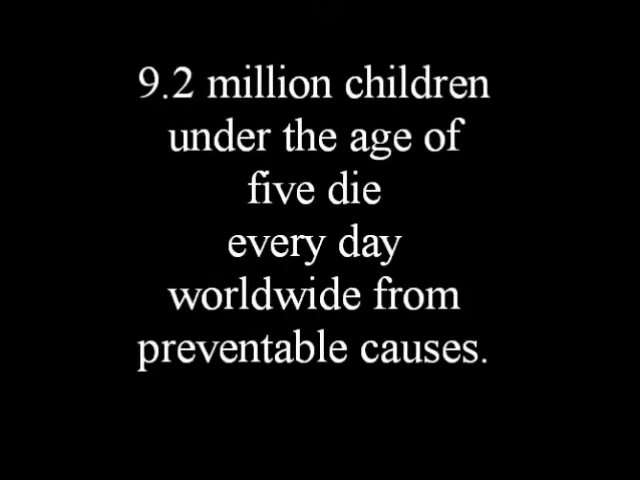 9.2 million children
under the age of
five die
every day
worldwide from
preventable causes.